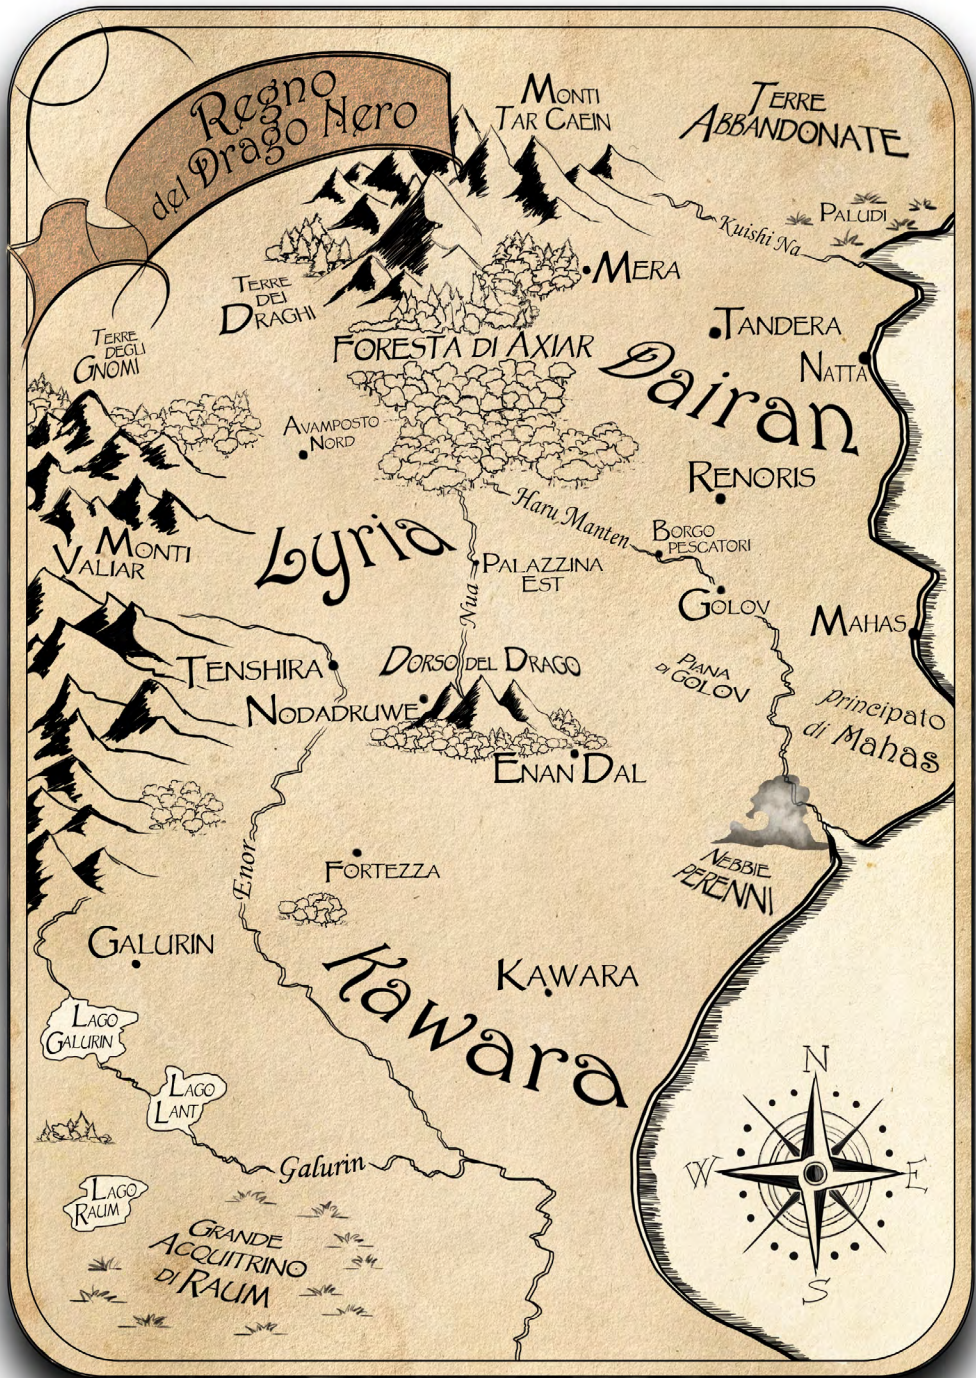 Regno
del Drago Nero
MONTI
TAR CAEIN
TERRE
ABBANDONATE
PALUDI
Kuishi Na
MERA
TERRE
DEI
DRAGHI
TANDERA
FORESTA DI AXIAR
TERRE
DEGLI
GNOMI
NATTA
Dairan
AVAMPOSTO
NORD
RENORIS
Haru Manten
Lyria
BORGO
PESCATORI
MONTI
VALIAR
PALAZZINA
EST
Nua
GOLOV
MAHAS
TENSHIRA
DORSO DEL DRAGO
PIANA
DI GOLOV
NODADRUWE
principato
di Mahas
ENAN DAL
Enor
FORTEZZA
NEBBIE
PERENNI
GALURIN
KAWARA
Kawara
LAGO
GALURIN
LAGO
LANT
N
W
E
S
Galurin
LAGO
RAUM
GRANDE
ACQUITRINO
DI RAUM